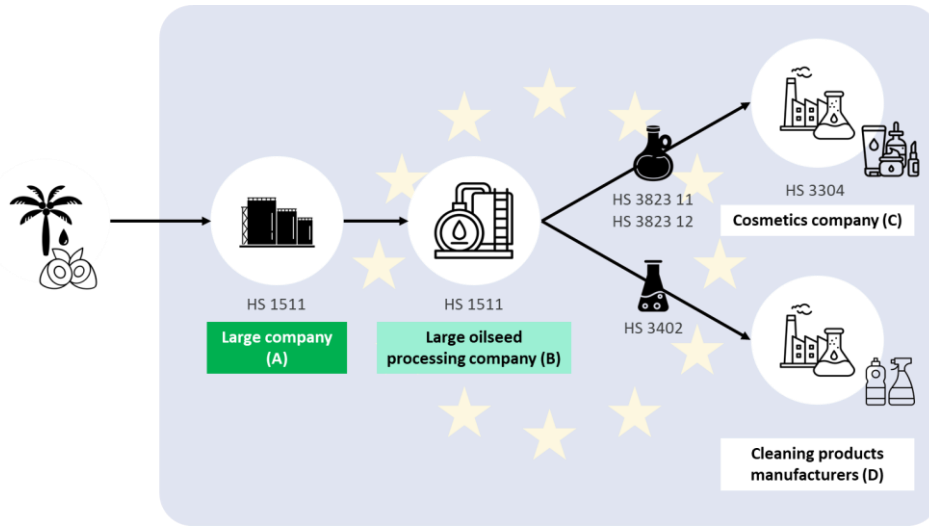 HS 1511
Large company
(A)
HS 1511
Large oilseed
processing company (B)
HS 3823 11
HS 3823 12
HS 3402
HS 3304
Cosmetics company (C)
Cleaning products
manufacturers (D)